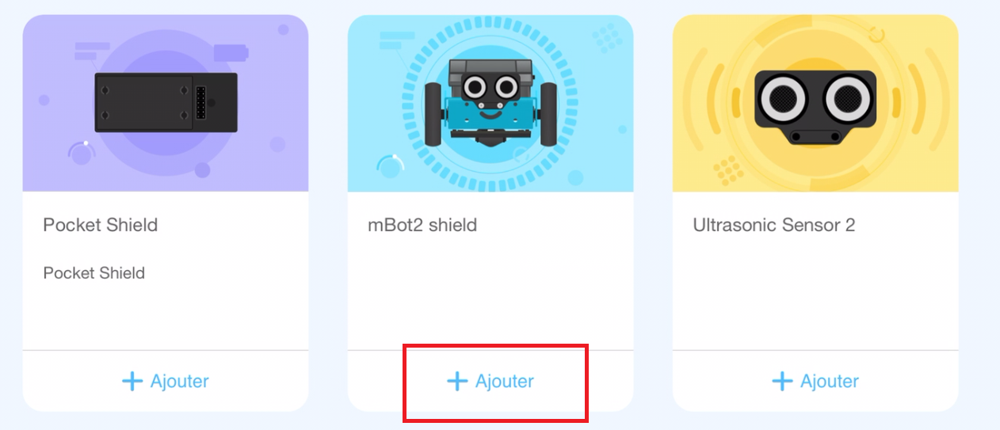 Pocket Shield
Pocket Shield
+ Ajouter
mBot2 shield
+ Ajouter
Ultrasonic Sensor 2
+ Ajouter